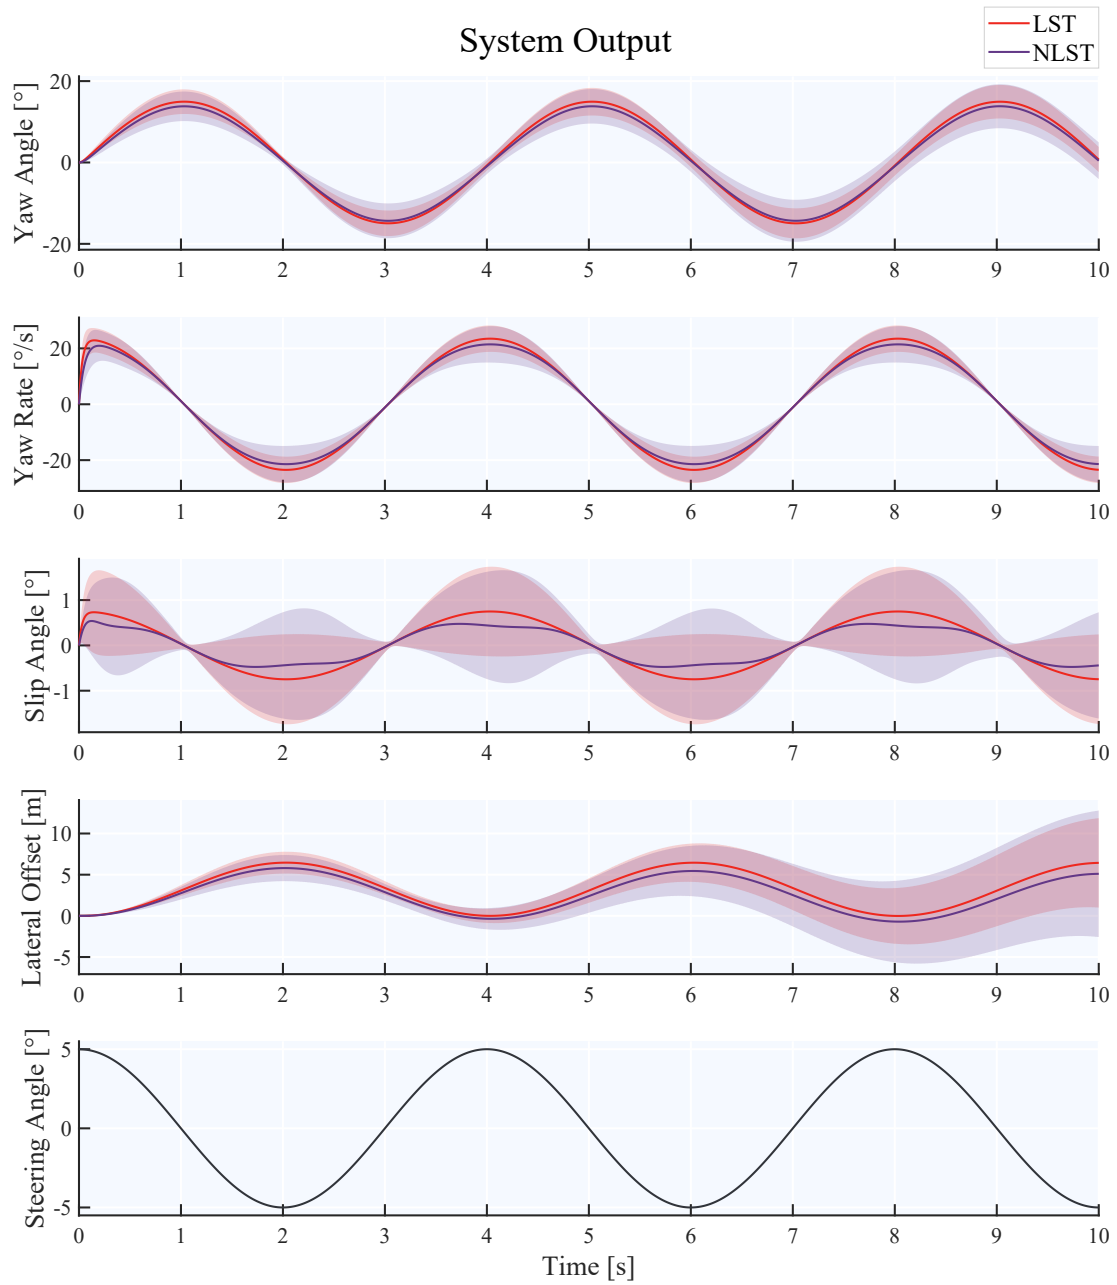 System Output
LST
NLST
Yaw Angle [°]
20
0
-20
0 1 2 3 4 5 6 7 8 9 10
Yaw Rate [°/s]
20
0
-20
0 1 2 3 4 5 6 7 8 9 10
Slip Angle [°]
1
0
-1
0 1 2 3 4 5 6 7 8 9 10
Lateral Offset [m]
10
5
0
-5
0 1 2 3 4 5 6 7 8 9 10
Steering Angle [°]
5
0
-5
0 1 2 3 4 5 6 7 8 9 10
Time [s]